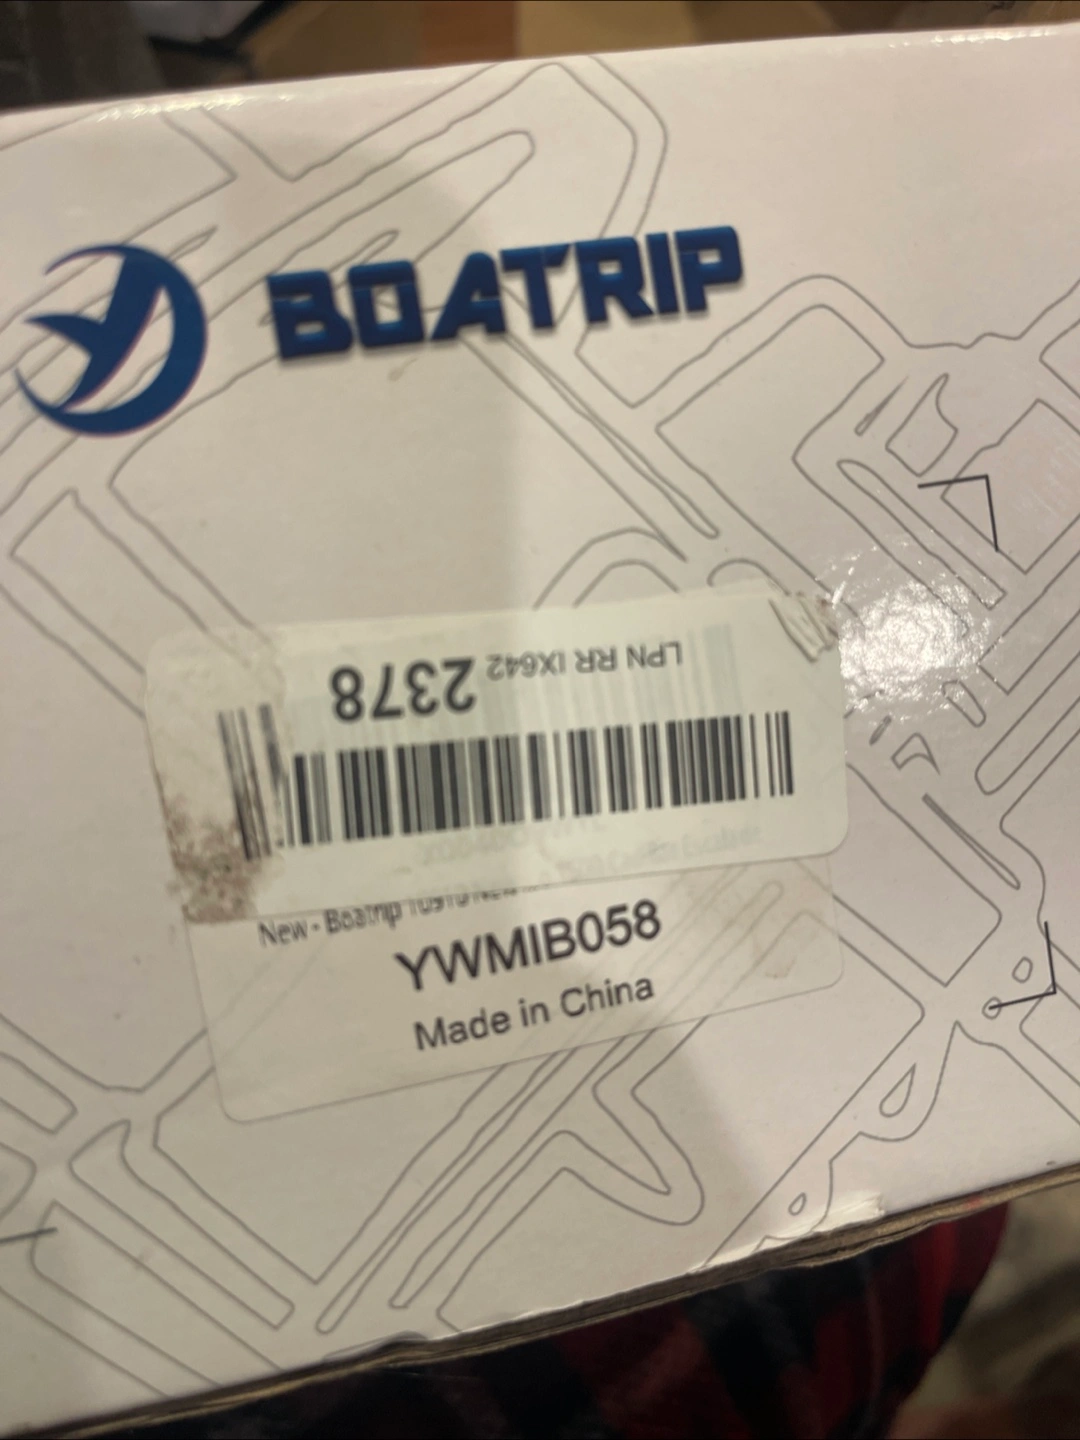 BOATRIP
LPN RR IX642 2378
New - Boatrip
YWMIB058
Made in China